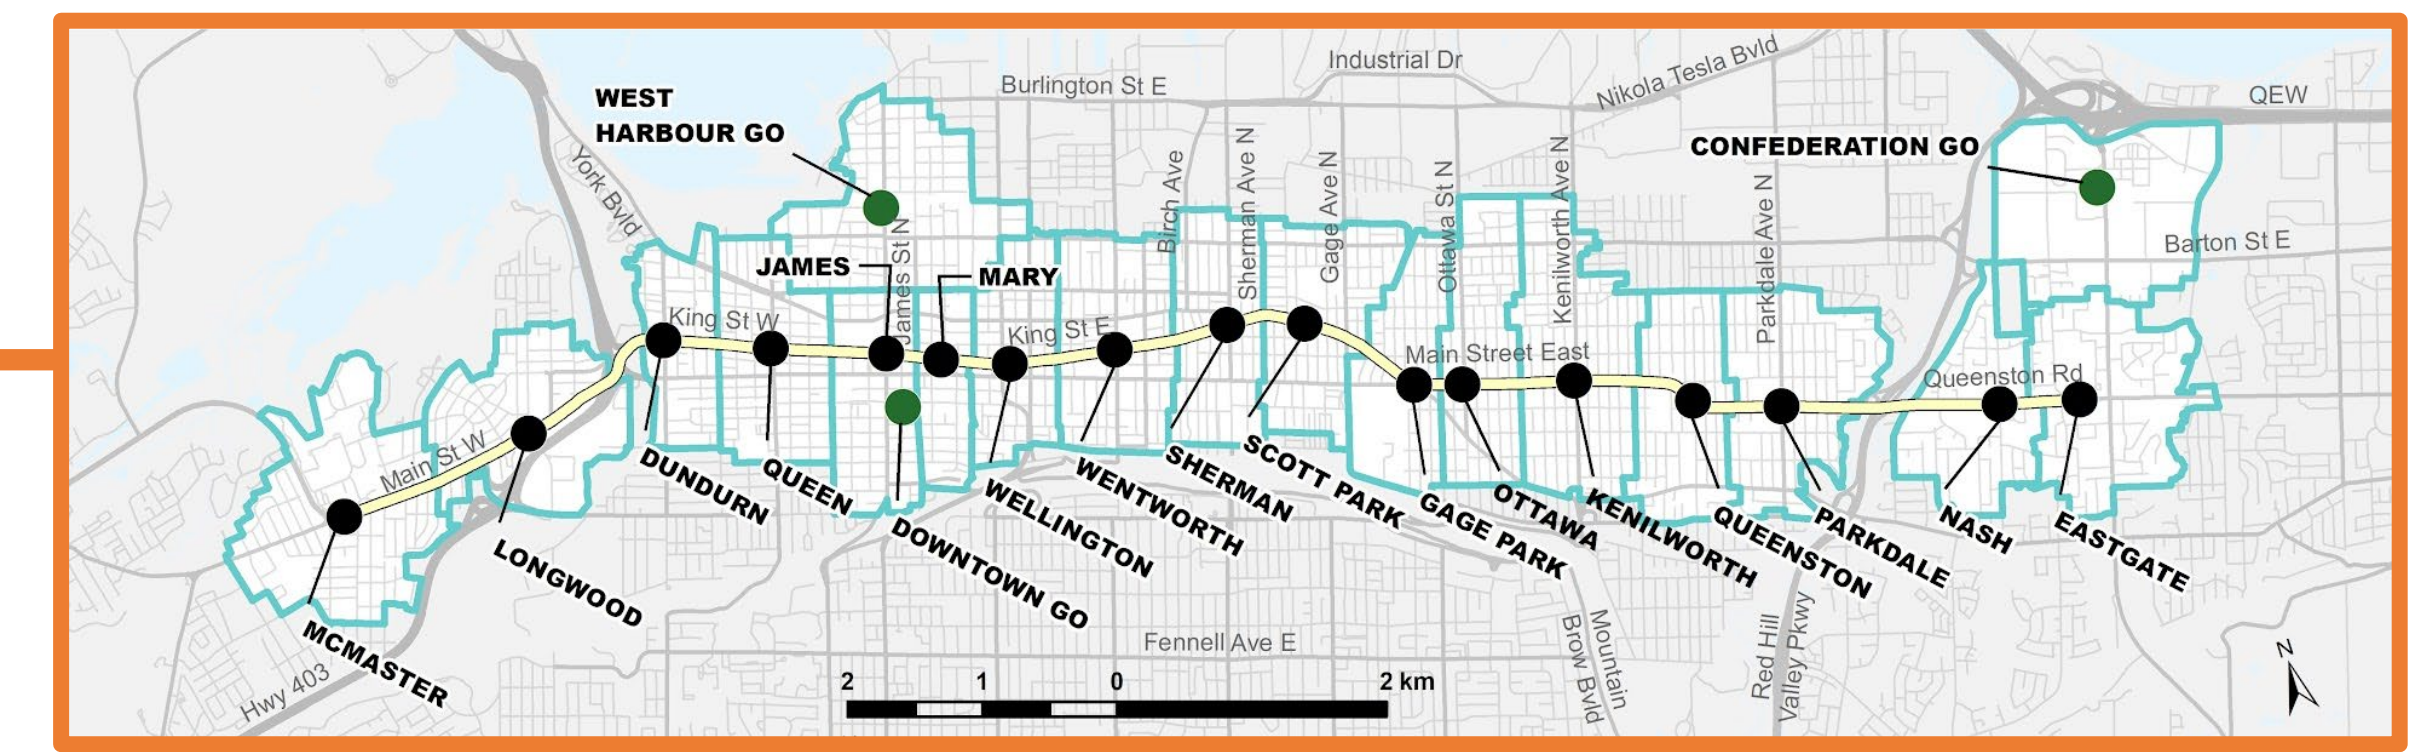 Industrial Dr
Nikola Tesla Bvld
Burlington St E
WEST
HARBOUR GO
QEW
CONFEDERATION GO
York Bvld
Birch Ave
Sherman Ave N
Gage Ave N
Ottawa St N
Kenilworth Ave N
Parkdale Ave N
James St N
Barton St E
JAMES
MARY
King St W
King St E
Main Street East
Queenston Rd
Main St W
DUNDURN
QUEEN
DOWNTOWN GO
WELLINGTON
WENTWORTH
SHERMAN
SCOTT PARK
GAGE PARK
OTTAWA
KENILWORTH
QUEENSTON
PARKDALE
NASH
EASTGATE
LONGWOOD
MCMASTER
Hwy 403
Fennell Ave E
Mountain
Brow Bvld
Red Hill
Valley Pkwy
N
2 1 0 2 km